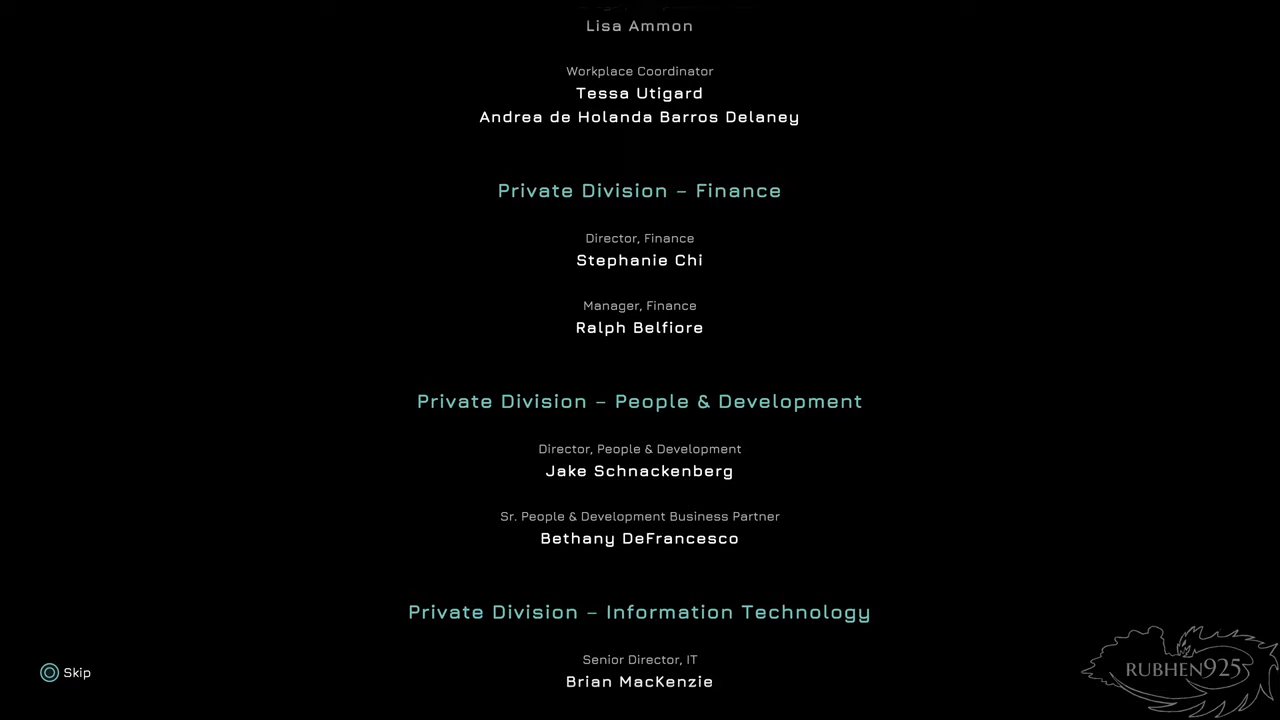 Lisa Ammon
Workplace Coordinator
Tessa Utigard
Andrea de Holanda Barros Delaney
Private Division – Finance
Director, Finance
Stephanie Chi
Manager, Finance
Ralph Belfiore
Private Division – People & Development
Director, People & Development
Jake Schnackenberg
Sr. People & Development Business Partner
Bethany DeFrancesco
Private Division – Information Technology
Senior Director, IT
Brian MacKenzie
Skip
RUBHEN925